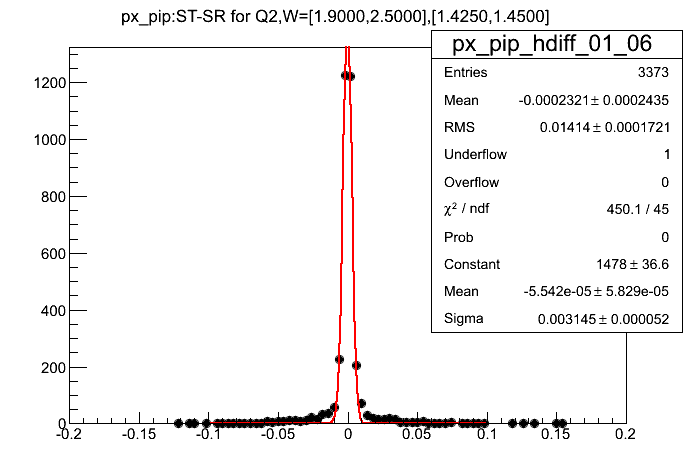 px_pip:ST-SR for Q2,W=[1.9000,2.5000],[1.4250,1.4500]
px_pip_hdiff_01_06
Entries 3373
Mean -0.0002321 ± 0.0002435
RMS 0.01414 ± 0.0001721
Underflow 1
Overflow 0
χ² / ndf 450.1 / 45
Prob 0
Constant 1478 ± 36.6
Mean -5.542e-05 ± 5.829e-05
Sigma 0.003145 ± 0.000052
1200
1000
800
600
400
200
0
-0.2 -0.15 -0.1 -0.05 0 0.05 0.1 0.15 0.2